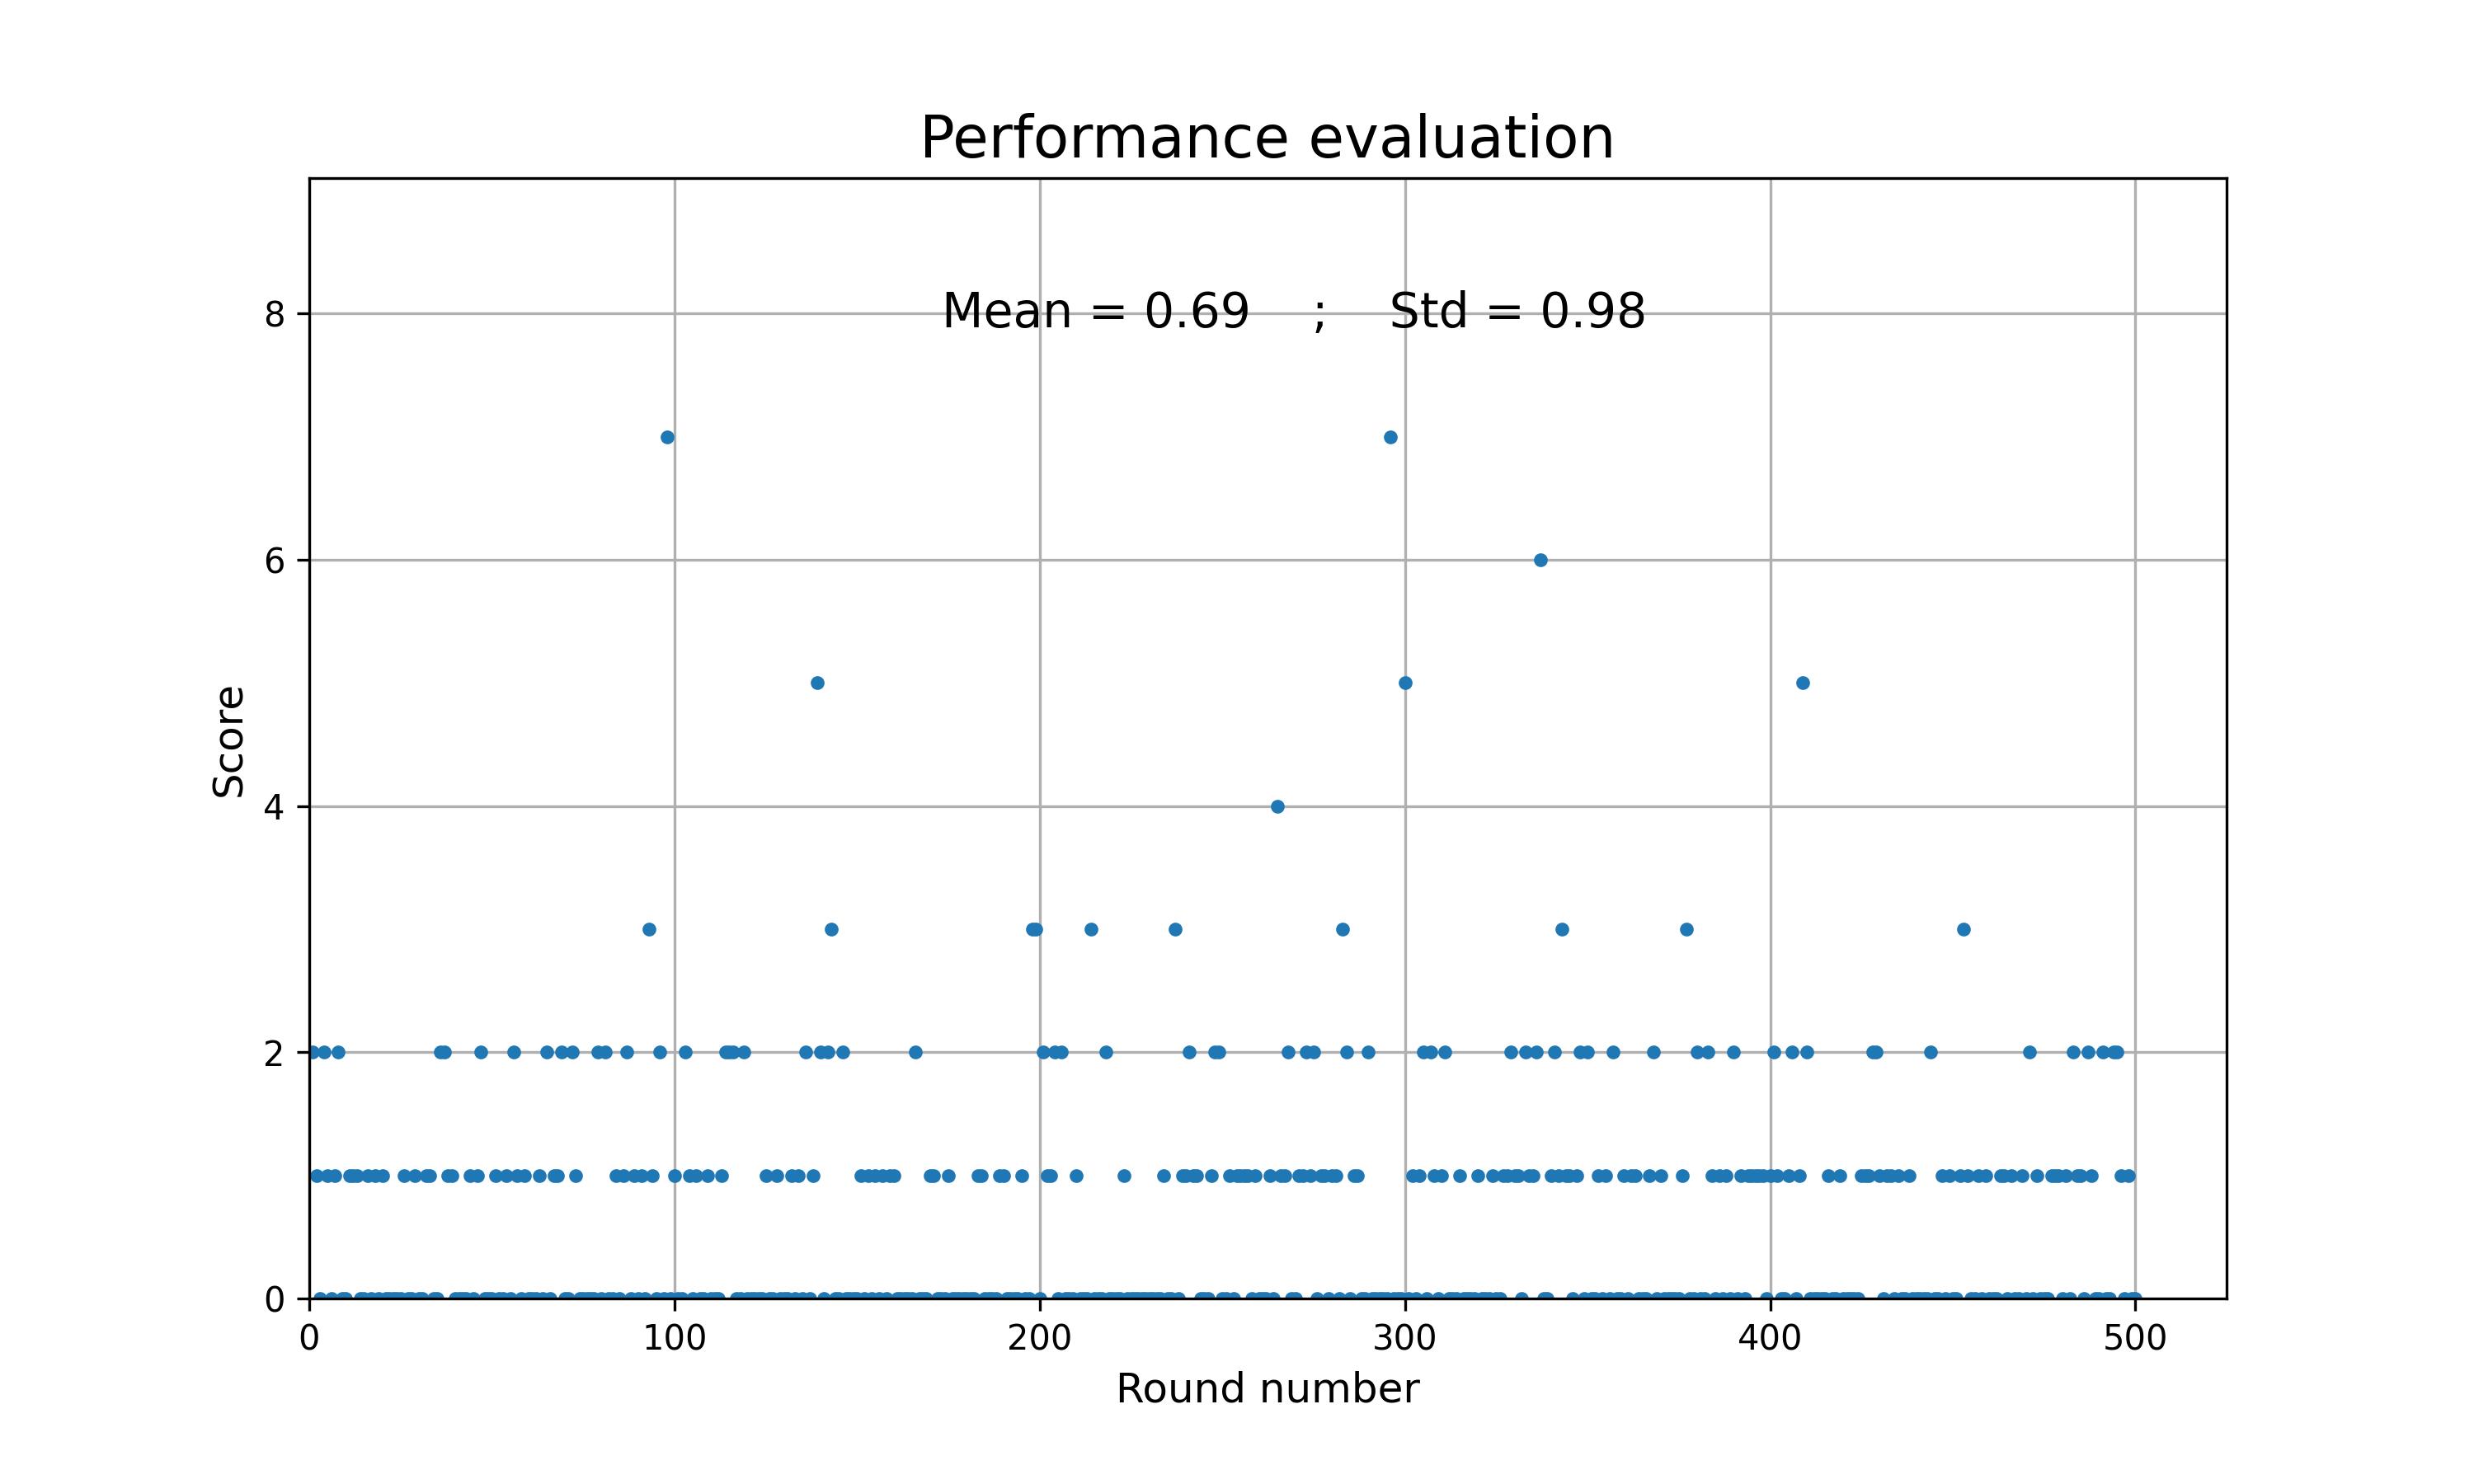 Performance evaluation
Mean = 0.69 ; Std = 0.98
8
6
4
2
0
Score
0 100 200 300 400 500
Round number